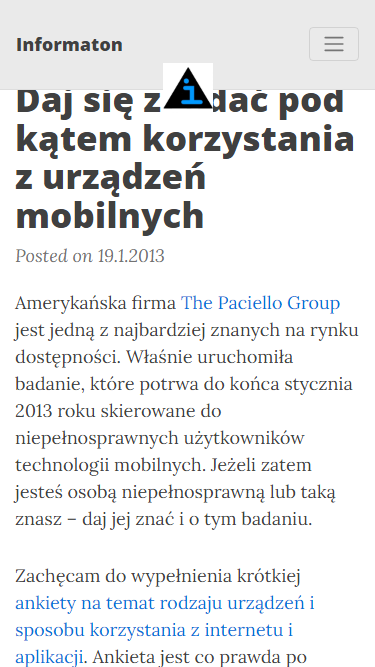 Informaton
Daj się z dać pod
kątem korzystania
z urządzeń
mobilnych
Posted on 19.1.2013
Amerykańska firma The Paciello Group
jest jedną z najbardziej znanych na rynku
dostępności. Właśnie uruchomiła
badanie, które potrwa do końca stycznia
2013 roku skierowane do
niepełnosprawnych użytkowników
technologii mobilnych. Jeżeli zatem
jesteś osobą niepełnosprawną lub taką
znasz – daj jej znać i o tym badaniu.
Zachęcam do wypełnienia krótkiej
ankiety na temat rodzaju urządzeń i
sposobu korzystania z internetu i
aplikacji. Ankieta jest co prawda po